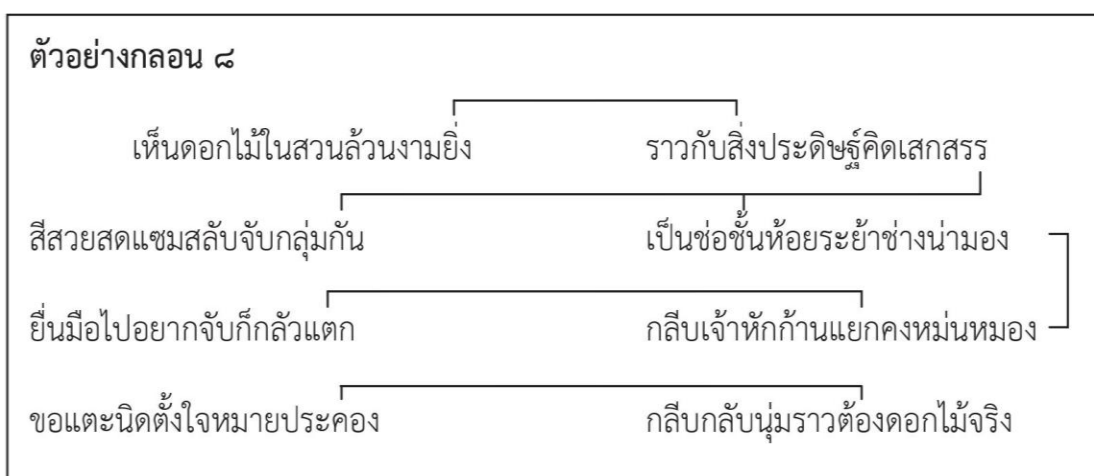 ตัวอย่างกลอน ๘
เห็นดอกไม้ในสวนล้วนงามยิ่ง ราวกับสิ่งประดิษฐ์คิดเสกสรร
สีสวยสดแซมสลับจับกลุ่มกัน เป็นช่อชั้นห้อยระย้าช่างน่ามอง
ยื่นมือไปอยากจับก็กลัวแตก กลีบเจ้าหักก้านแยกคงหม่นหมอง
ขอแตะนิดตั้งใจหมายประคอง กลีบกลับนุ่มราวต้องดอกไม้จริง